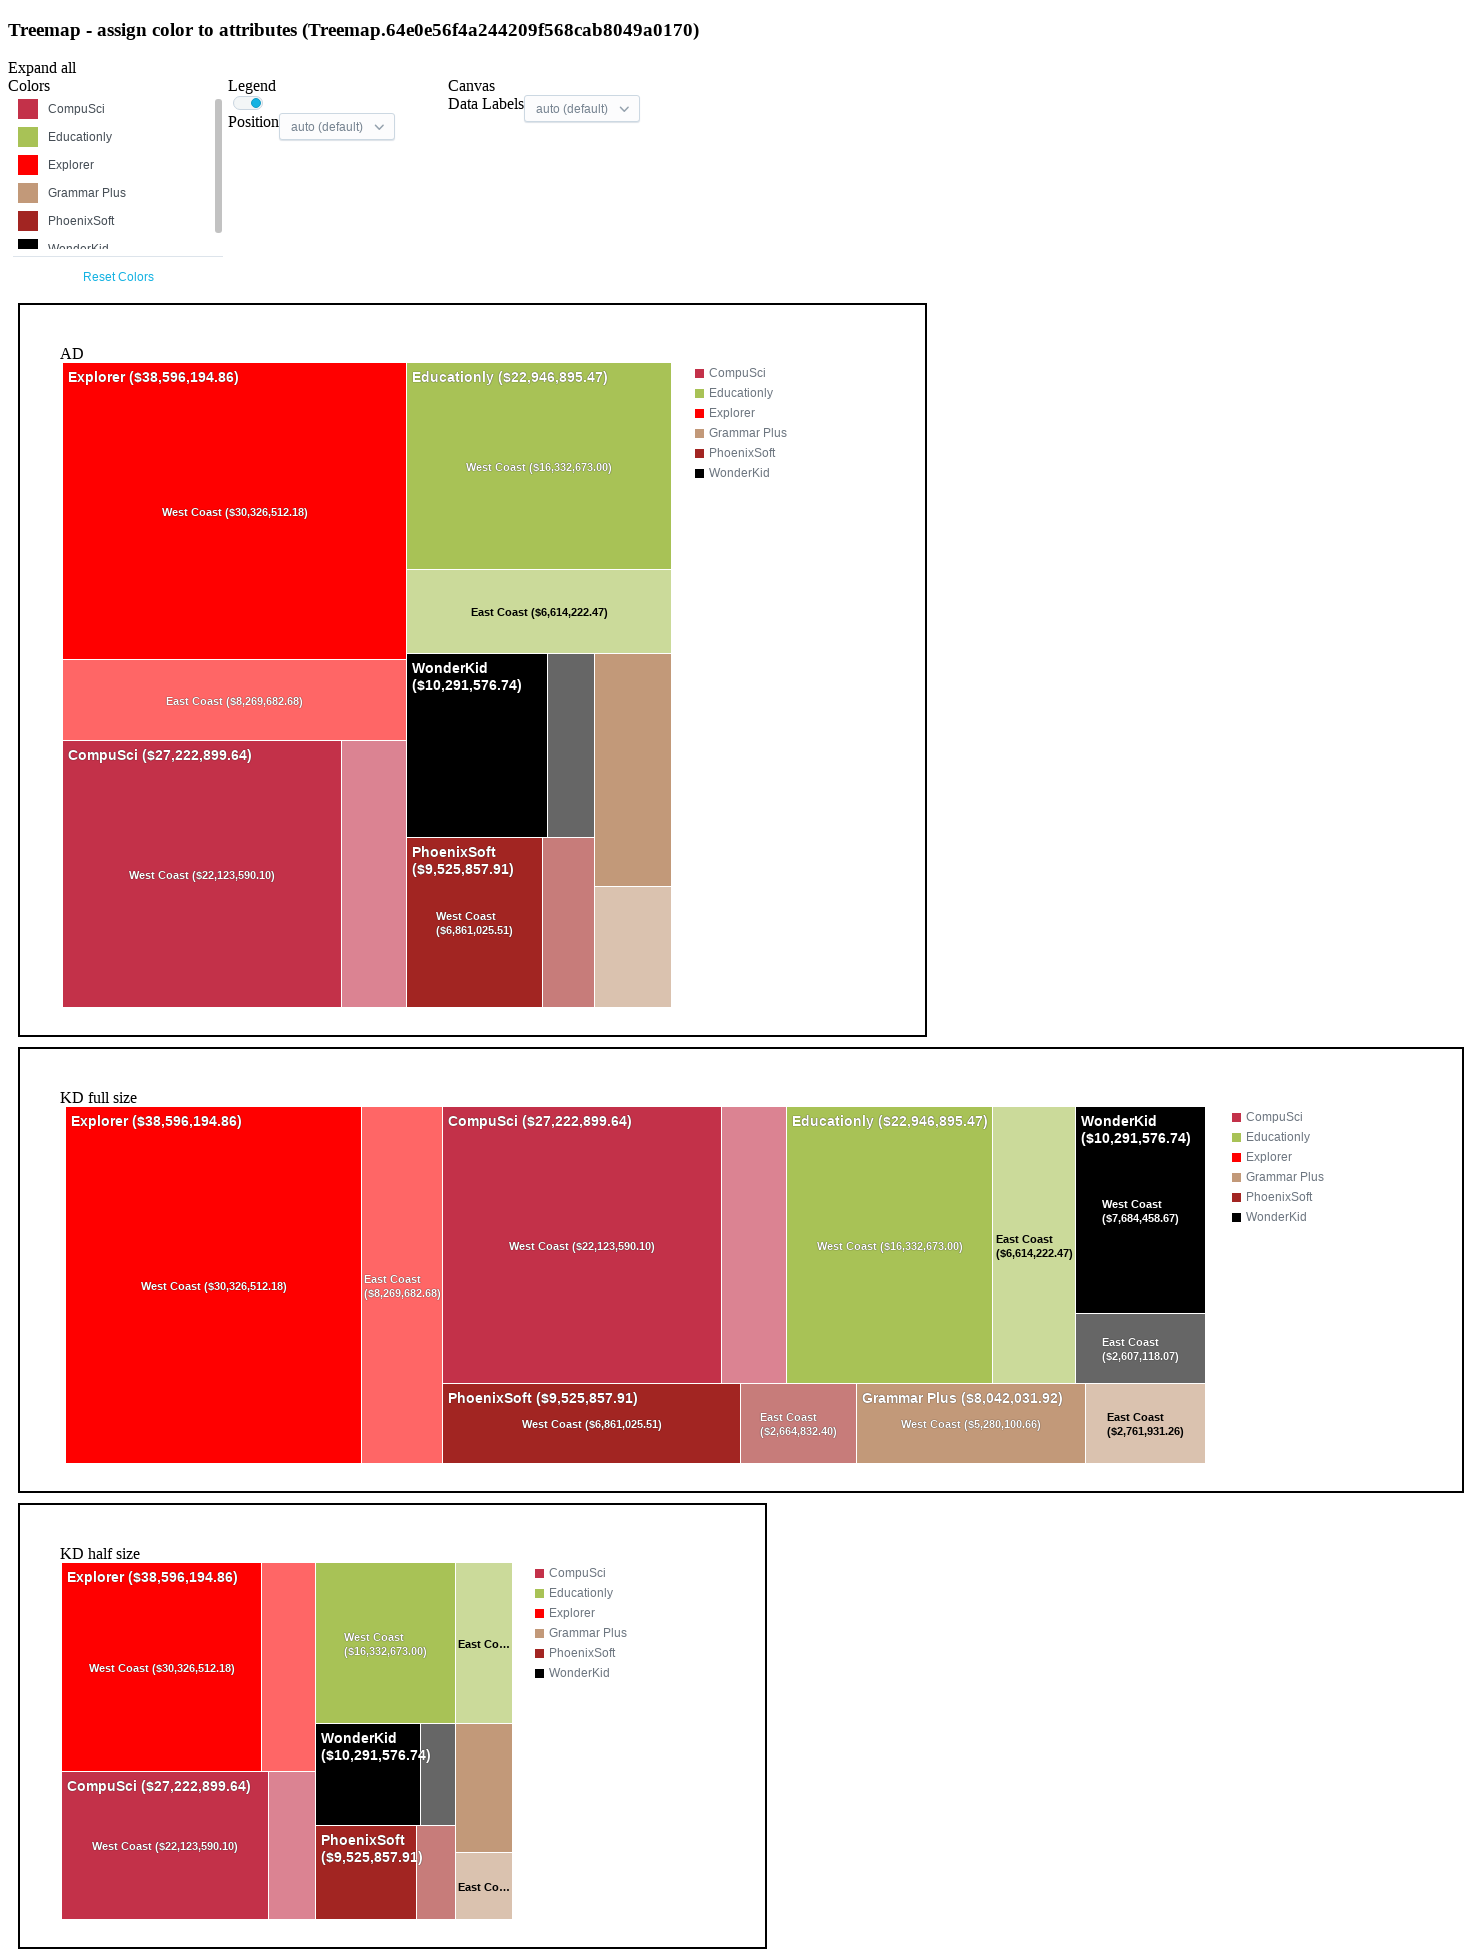 Treemap - assign color to attributes (Treemap.64e0e56f4a244209f568cab8049a0170)
Expand all
Colors
CompuSci
Educationly
Explorer
Grammar Plus
PhoenixSoft
WonderKid
Reset Colors
Legend
Position auto (default)
Canvas
Data Labels auto (default)
AD
Explorer ($38,596,194.86)
West Coast ($30,326,512.18)
East Coast ($8,269,682.68)
CompuSci ($27,222,899.64)
West Coast ($22,123,590.10)
Educationly ($22,946,895.47)
West Coast ($16,332,673.00)
East Coast ($6,614,222.47)
WonderKid
($10,291,576.74)
PhoenixSoft
($9,525,857.91)
West Coast
($6,861,025.51)
CompuSci
Educationly
Explorer
Grammar Plus
PhoenixSoft
WonderKid
KD full size
Explorer ($38,596,194.86)
West Coast ($30,326,512.18)
East Coast
($8,269,682.68)
CompuSci ($27,222,899.64)
West Coast ($22,123,590.10)
Educationly ($22,946,895.47)
West Coast ($16,332,673.00)
East Coast
($6,614,222.47)
WonderKid
($10,291,576.74)
West Coast
($7,684,458.67)
East Coast
($2,607,118.07)
PhoenixSoft ($9,525,857.91)
West Coast ($6,861,025.51)
East Coast
($2,664,832.40)
Grammar Plus ($8,042,031.92)
West Coast ($5,280,100.66)
East Coast
($2,761,931.26)
CompuSci
Educationly
Explorer
Grammar Plus
PhoenixSoft
WonderKid
KD half size
Explorer ($38,596,194.86)
West Coast ($30,326,512.18)
CompuSci ($27,222,899.64)
West Coast ($22,123,590.10)
West Coast
($16,332,673.00)
East Co…
WonderKid
($10,291,576.74)
PhoenixSoft
($9,525,857.91)
East Co…
CompuSci
Educationly
Explorer
Grammar Plus
PhoenixSoft
WonderKid